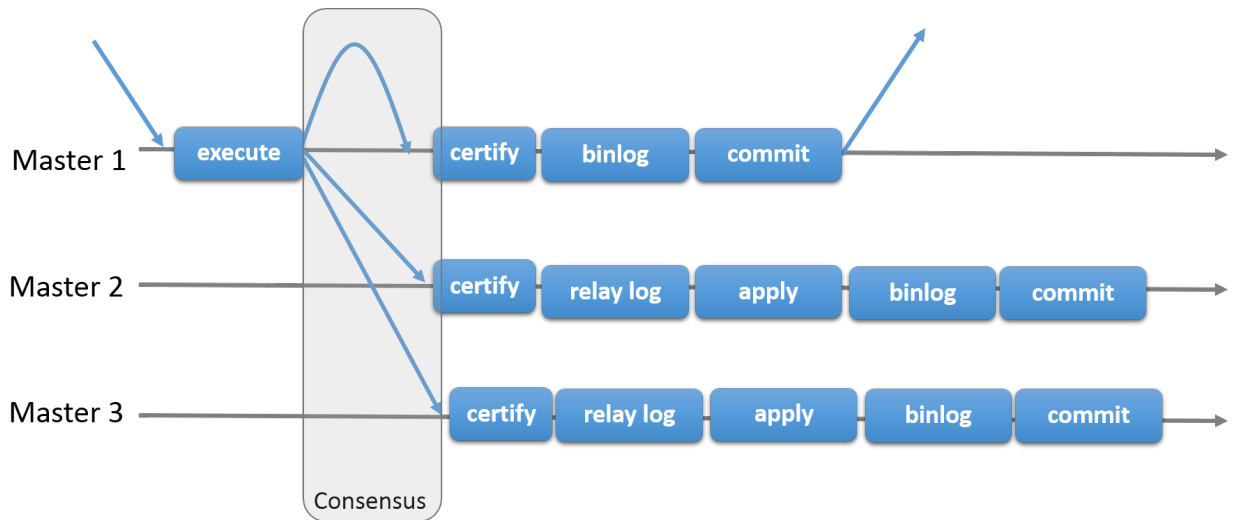 Master 1
execute
certify
binlog
commit
Master 2
certify
relay log
apply
binlog
commit
Master 3
certify
relay log
apply
binlog
commit
Consensus